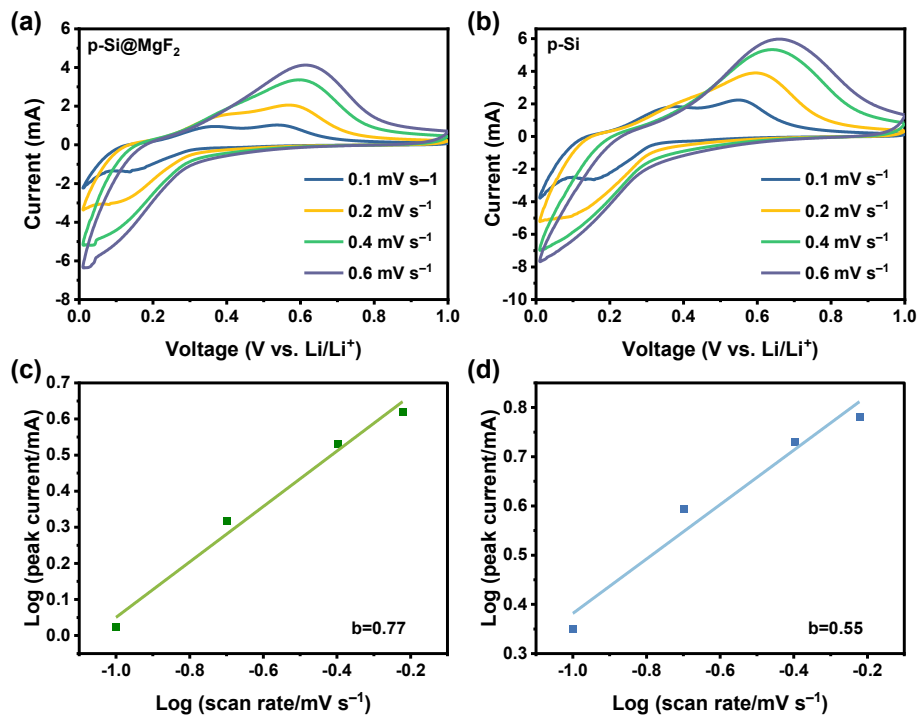 (a)
p-Si@MgF₂
6
4
2
0
-2
-4
-6
-8
Current (mA)
0.0 0.2 0.4 0.6 0.8 1.0
Voltage (V vs. Li/Li⁺)
0.1 mV s–1
0.2 mV s⁻¹
0.4 mV s⁻¹
0.6 mV s⁻¹
(b)
p-Si
6
4
2
0
-2
-4
-6
-8
-10
Current (mA)
0.0 0.2 0.4 0.6 0.8 1.0
Voltage (V vs. Li/Li⁺)
0.1 mV s⁻¹
0.2 mV s⁻¹
0.4 mV s⁻¹
0.6 mV s⁻¹
(c)
0.7
0.6
0.5
0.4
0.3
0.2
0.1
0.0
Log (peak current/mA)
b=0.77
-1.0 -0.8 -0.6 -0.4 -0.2
Log (scan rate/mV s⁻¹)
(d)
0.8
0.7
0.6
0.5
0.4
0.3
Log (peak current/mA)
b=0.55
-1.0 -0.8 -0.6 -0.4 -0.2
Log (scan rate/mV s⁻¹)